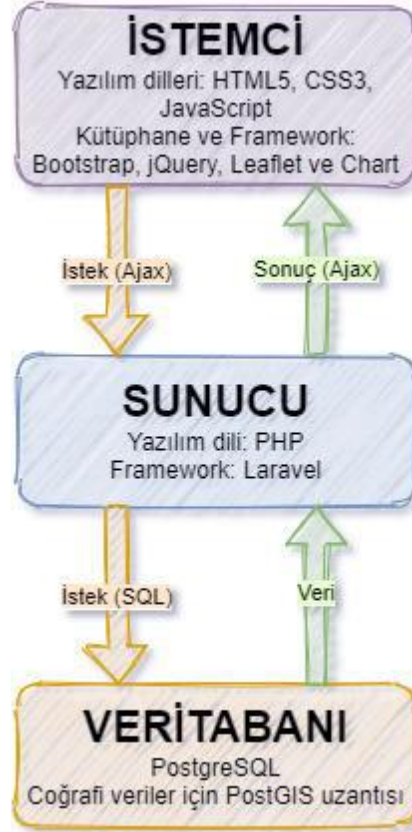 İSTEMCİ
Yazılım dilleri: HTML5, CSS3,
JavaScript
Kütüphane ve Framework:
Bootstrap, jQuery, Leaflet ve Chart
İstek (Ajax)
Sonuç (Ajax)
SUNUCU
Yazılım dili: PHP
Framework: Laravel
İstek (SQL)
Veri
VERİTABANI
PostgreSQL
Coğrafi veriler için PostGIS uzantısı